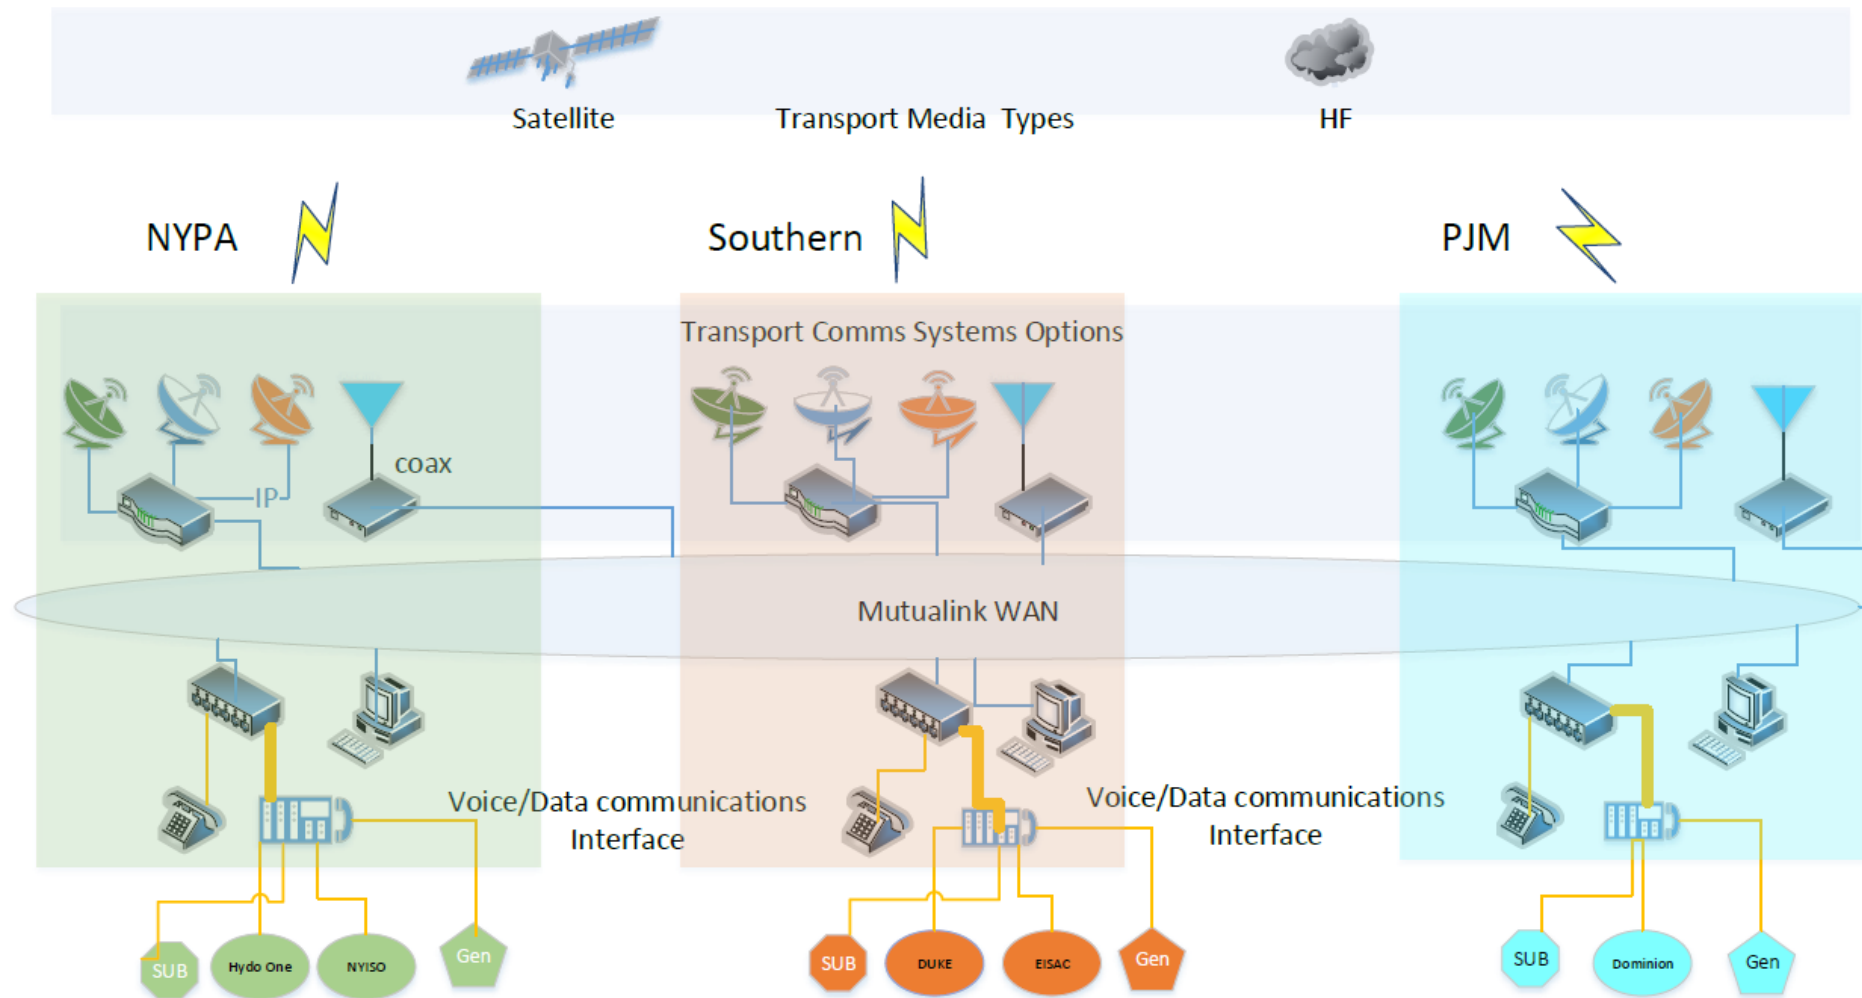 Satellite
Transport Media Types
HF
NYPA
Southern
PJM
Transport Comms Systems Options
coax
IP
Mutualink WAN
Voice/Data communications
Interface
Voice/Data communications
Interface
SUB
Hydo One
NYISO
Gen
SUB
DUKE
EISAC
Gen
SUB
Dominion
Gen